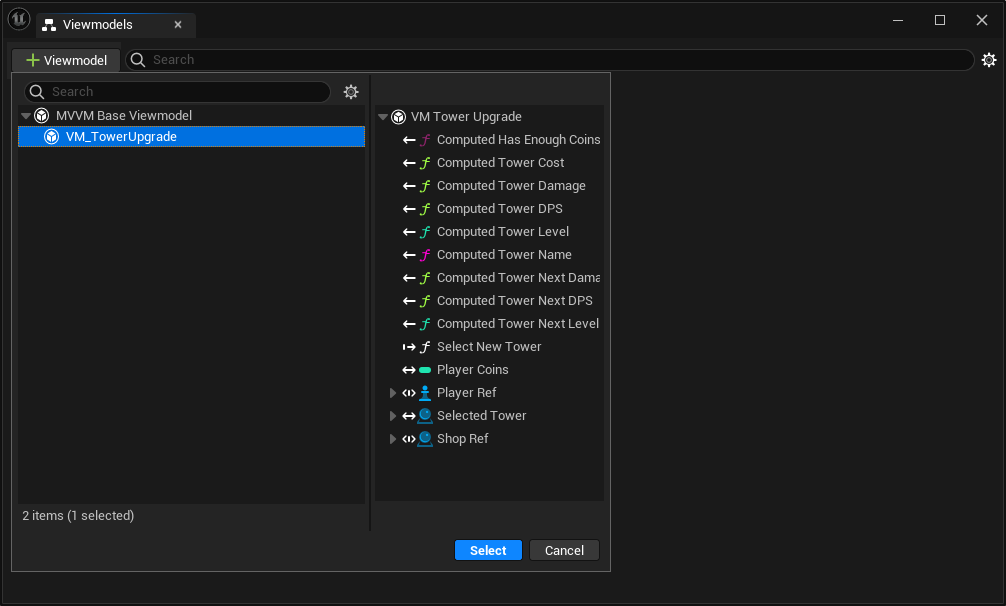 Viewmodels
Viewmodel
Search
Search
MVVM Base Viewmodel
VM_TowerUpgrade
2 items (1 selected)
VM Tower Upgrade
Computed Has Enough Coins
Computed Tower Cost
Computed Tower Damage
Computed Tower DPS
Computed Tower Level
Computed Tower Name
Computed Tower Next Dama
Computed Tower Next DPS
Computed Tower Next Level
Select New Tower
Player Coins
Player Ref
Selected Tower
Shop Ref
Select
Cancel